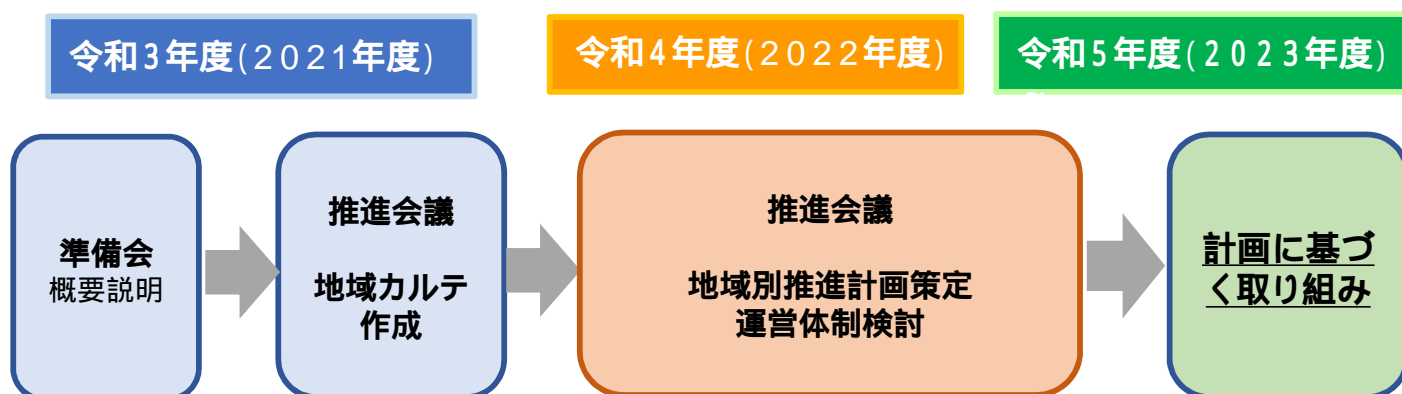 令和3年度(2021年度)
令和4年度(2022年度)
令和5年度(2023年度)
~
準備会
概要説明
推進会議
地域カルテ
作成
推進会議
地域別推進計画策定
運営体制検討
計画に基づ
く取り組み